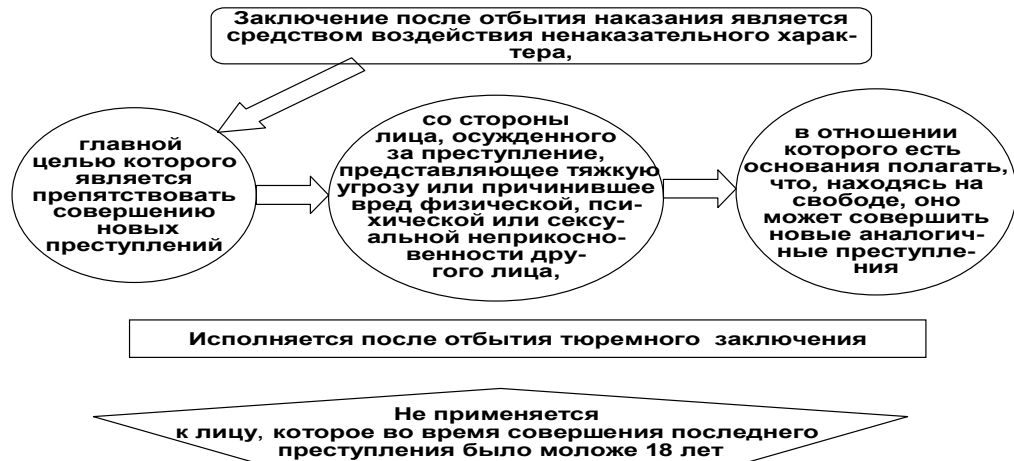 Заключение после отбытия наказания является
средством воздействия ненаказательного харак-
тера,
главной
целью которого
является
препятствовать
совершению
новых
преступлений
со стороны
лица, осужденного
за преступление,
представляющее тяжкую
угрозу или причинившее
вред физической, пси-
хической или сексу-
альной неприкосно-
венности дру-
гого лица,
в отношении
которого есть
основания полагать,
что, находясь на
свободе, оно
может совершить
новые аналогич-
ные преступле-
ния
Исполняется после отбытия тюремного заключения
Не применяется
к лицу, которое во время совершения последнего
преступления было моложе 18 лет